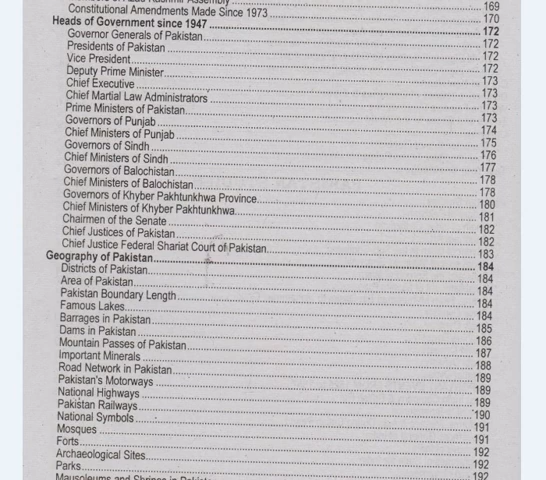 Kashmir Assembly 169
Constitutional Amendments Made Since 1973 170
Heads of Government since 1947 172
Governor Generals of Pakistan 172
Presidents of Pakistan 172
Vice President 172
Deputy Prime Minister 173
Chief Executive 173
Chief Martial Law Administrators 173
Prime Ministers of Pakistan 173
Governors of Punjab 174
Chief Ministers of Punjab 175
Governors of Sindh 176
Chief Ministers of Sindh 177
Governors of Balochistan 178
Chief Ministers of Balochistan 178
Governors of Khyber Pakhtunkhwa Province 180
Chief Ministers of Khyber Pakhtunkhwa 181
Chairmen of the Senate 182
Chief Justices of Pakistan 182
Chief Justice Federal Shariat Court of Pakistan 183
Geography of Pakistan 184
Districts of Pakistan 184
Area of Pakistan 184
Pakistan Boundary Length 184
Famous Lakes 184
Barrages in Pakistan 185
Dams in Pakistan 186
Mountain Passes of Pakistan 187
Important Minerals 188
Road Network in Pakistan 189
Pakistan's Motorways 189
National Highways 189
Pakistan Railways 190
National Symbols 191
Mosques 191
Forts 192
Archaeological Sites 192
Parks 192
Mausoleums and Shrines in